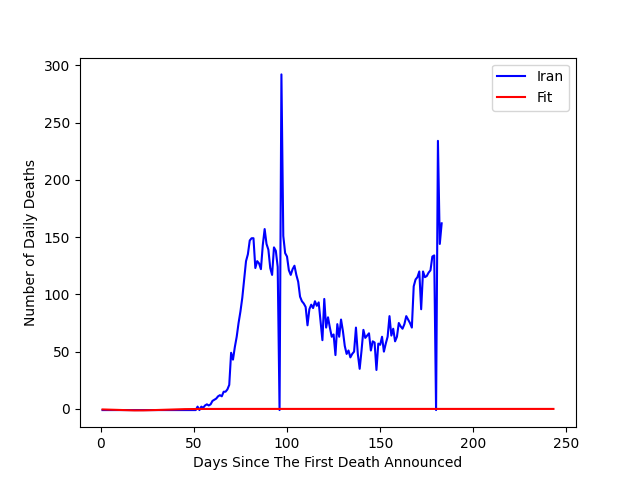 300
250
200
150
100
50
0
Number of Daily Deaths
Iran
Fit
0 50 100 150 200 250
Days Since The First Death Announced